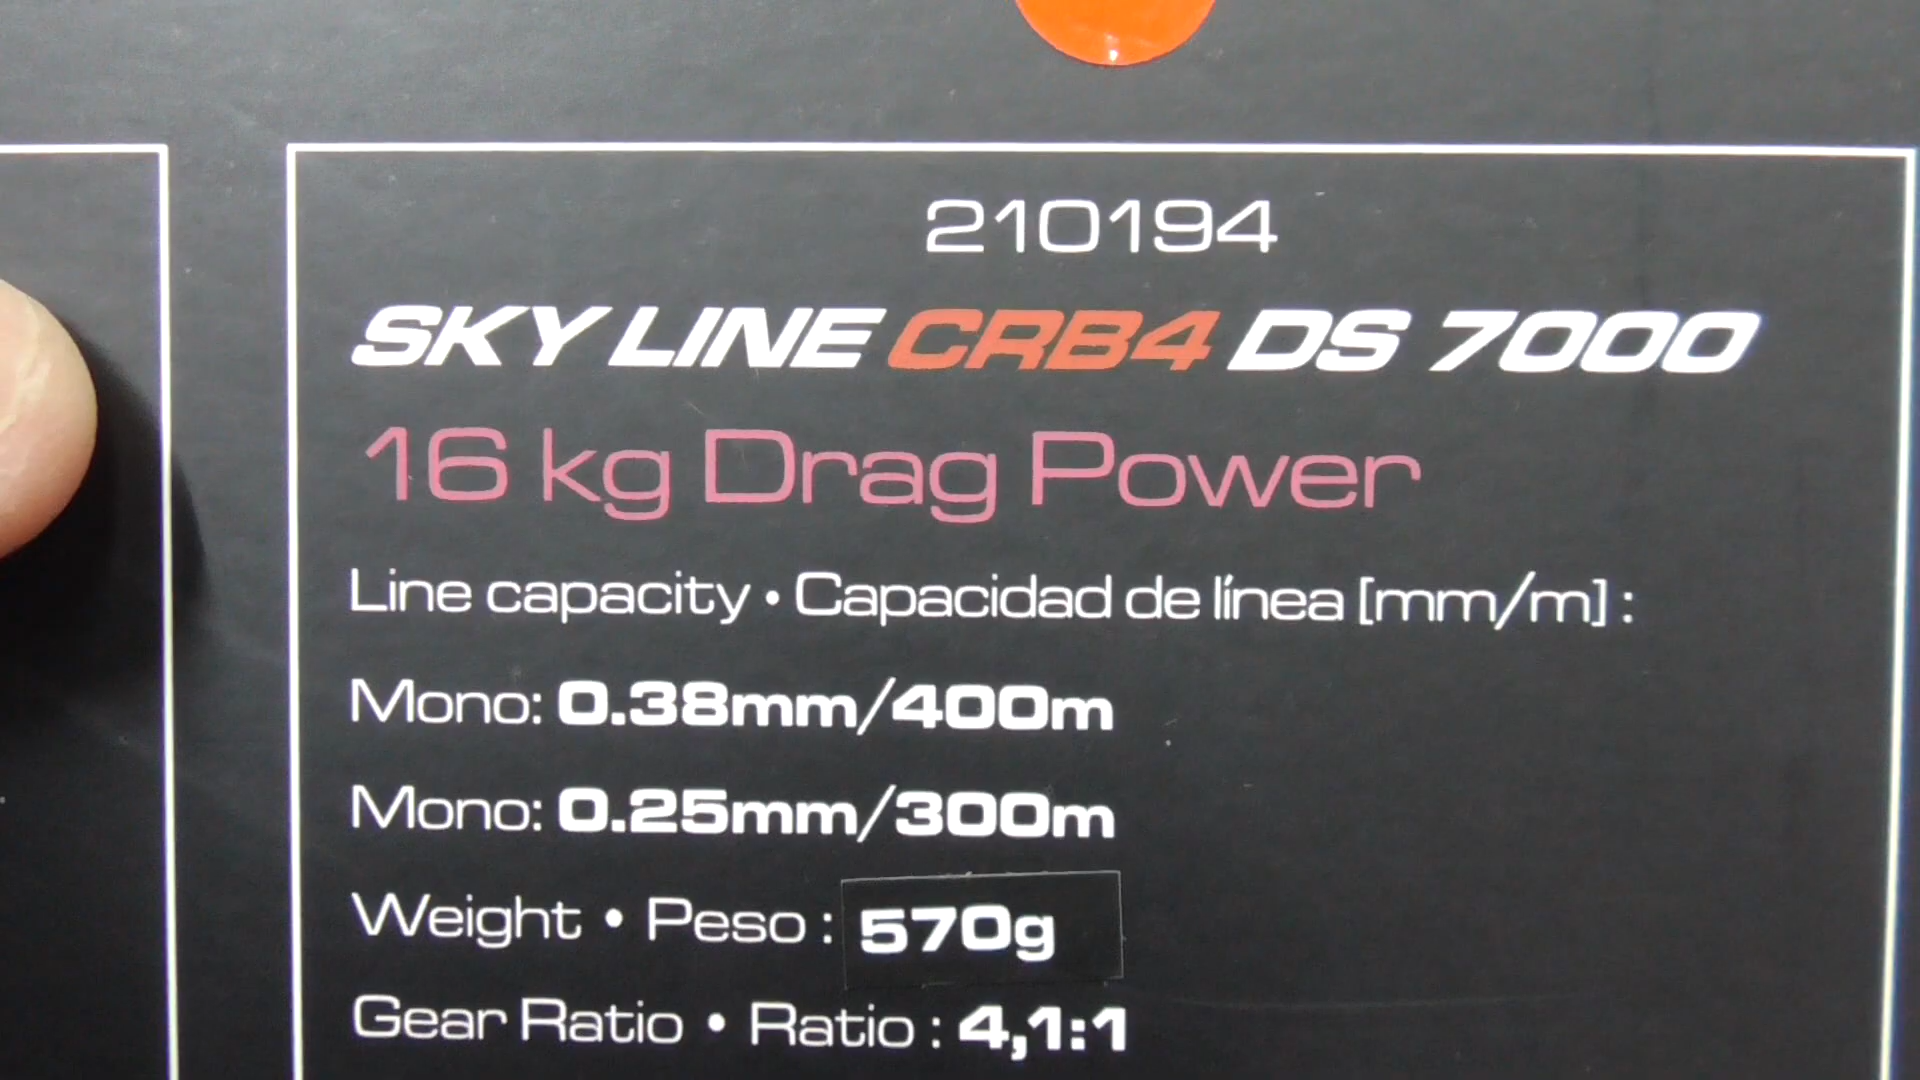 210194
SKY LINE CRB4 DS 7000
16 kg Drag Power
Line capacity • Capacidad de línea [mm/m] :
Mono: 0.38mm/400m
Mono: 0.25mm/300m
Weight • Peso : 570g
Gear Ratio • Ratio : 4,1:1